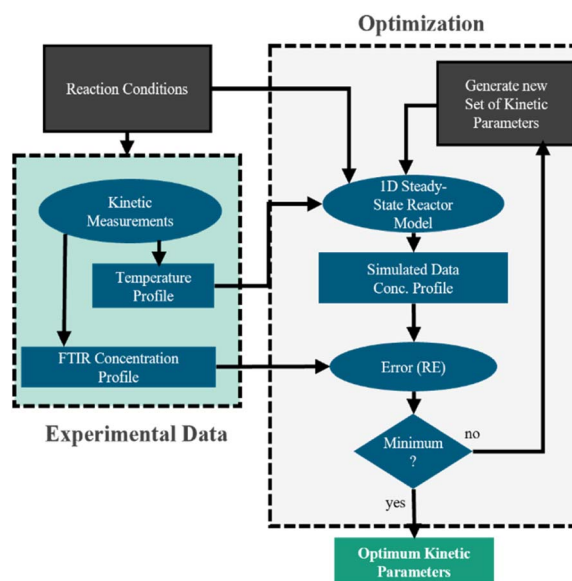 Optimization
Reaction Conditions
Generate new
Set of Kinetic
Parameters
Kinetic
Measurements
1D Steady-
State Reactor
Model
Temperature
Profile
Simulated Data
Conc. Profile
FTIR Concentration
Profile
Error (RE)
Experimental Data
Minimum
?
no
yes
Optimum Kinetic
Parameters